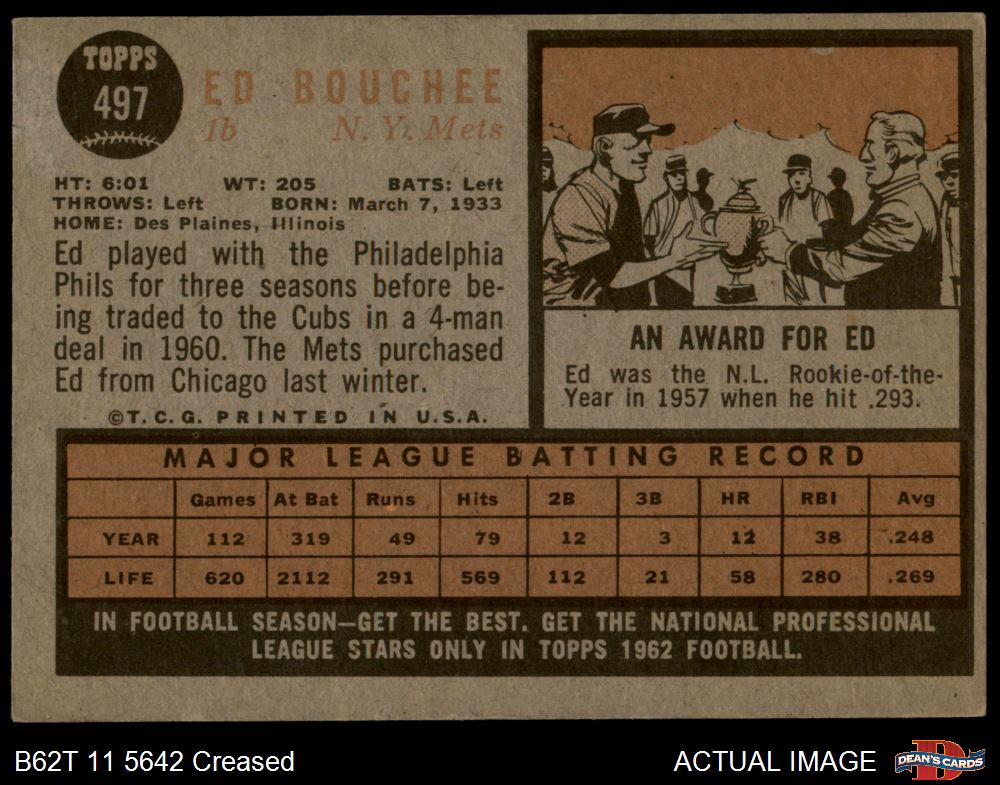 TOPPS
497
ED BOUCHEE
1b N. Y. Mets
HT: 6:01 WT: 205 BATS: Left
THROWS: Left BORN: March 7, 1933
HOME: Des Plaines, Illinois
Ed played with the Philadelphia
Phils for three seasons before be-
ing traded to the Cubs in a 4-man
deal in 1960. The Mets purchased
Ed from Chicago last winter.
©T.C.G. PRINTED IN U.S.A.
AN AWARD FOR ED
Ed was the N.L. Rookie-of-the-
Year in 1957 when he hit .293.
MAJOR LEAGUE BATTING RECORD
Games At Bat Runs Hits 2B 3B HR RBI Avg
YEAR 112 319 49 79 12 3 12 38 .248
LIFE 620 2112 291 569 112 21 58 280 .269
IN FOOTBALL SEASON—GET THE BEST. GET THE NATIONAL PROFESSIONAL
LEAGUE STARS ONLY IN TOPPS 1962 FOOTBALL.
B62T 11 5642 Creased ACTUAL IMAGE D DEAN'S CARDS